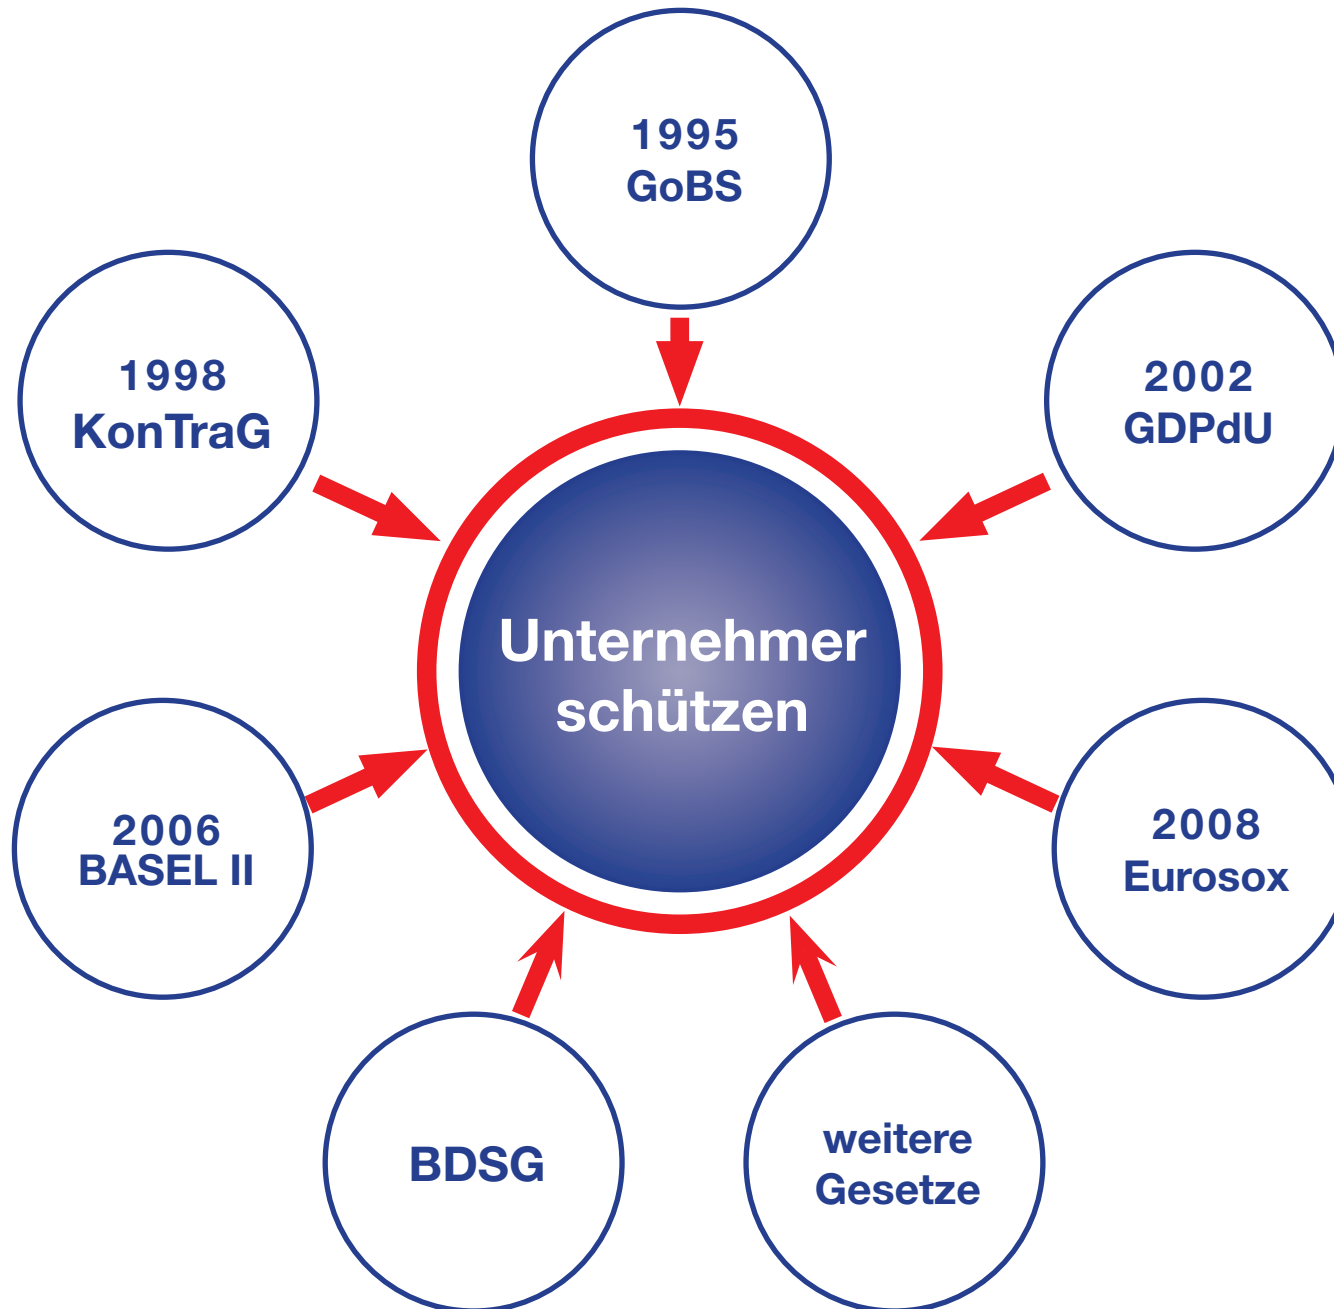 1995
GoBS
1998
KonTraG
2002
GDPdU
Unternehmer
schützen
2006
BASEL II
2008
Eurosox
BDSG
weitere
Gesetze